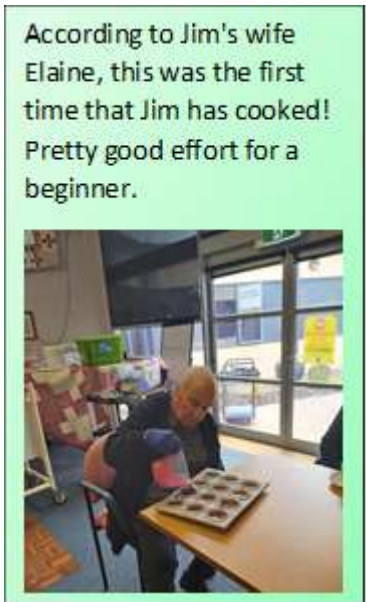 According to Jim's wife
Elaine, this was the first
time that Jim has cooked!
Pretty good effort for a
beginner.